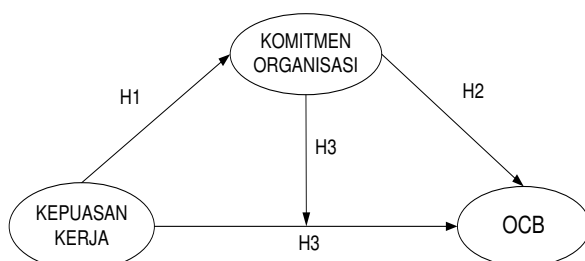 KOMITMEN
ORGANISASI
H1
H2
H3
KEPUASAN
KERJA
H3
OCB